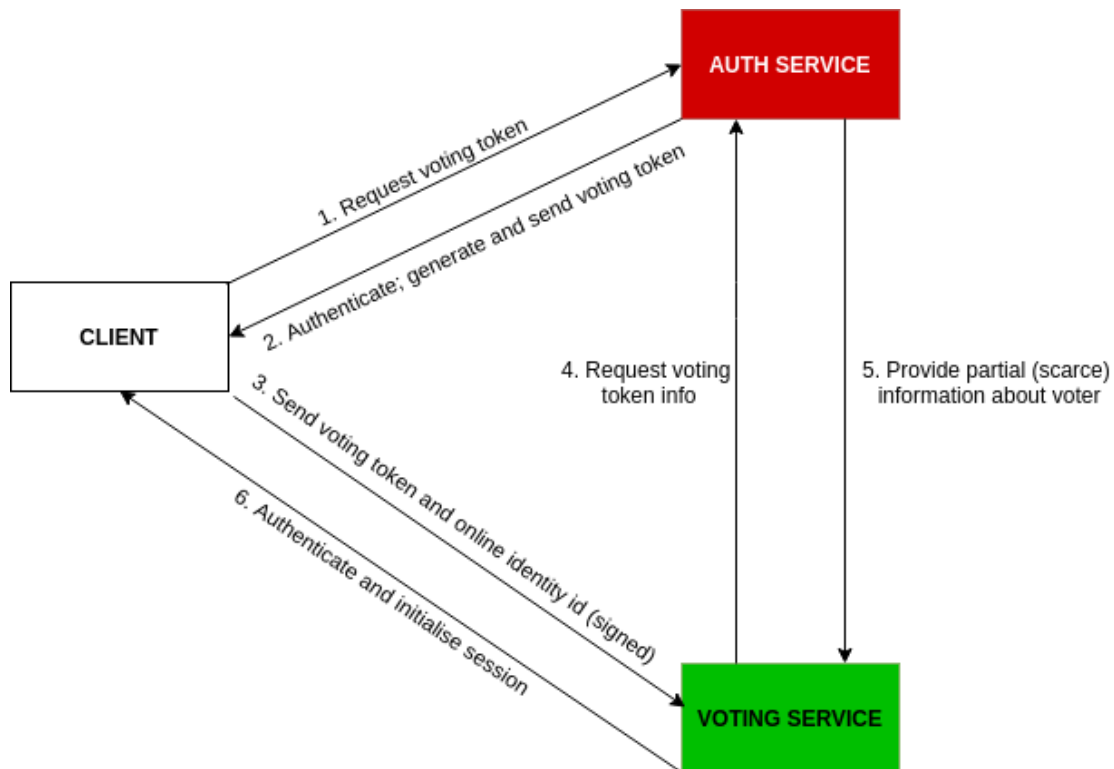 AUTH SERVICE
1. Request voting token
2. Authenticate; generate and send voting token
CLIENT
4. Request voting
token info
5. Provide partial (scarce)
information about voter
3. Send voting token and online identity id (signed)
6. Authenticate and initialise session
VOTING SERVICE